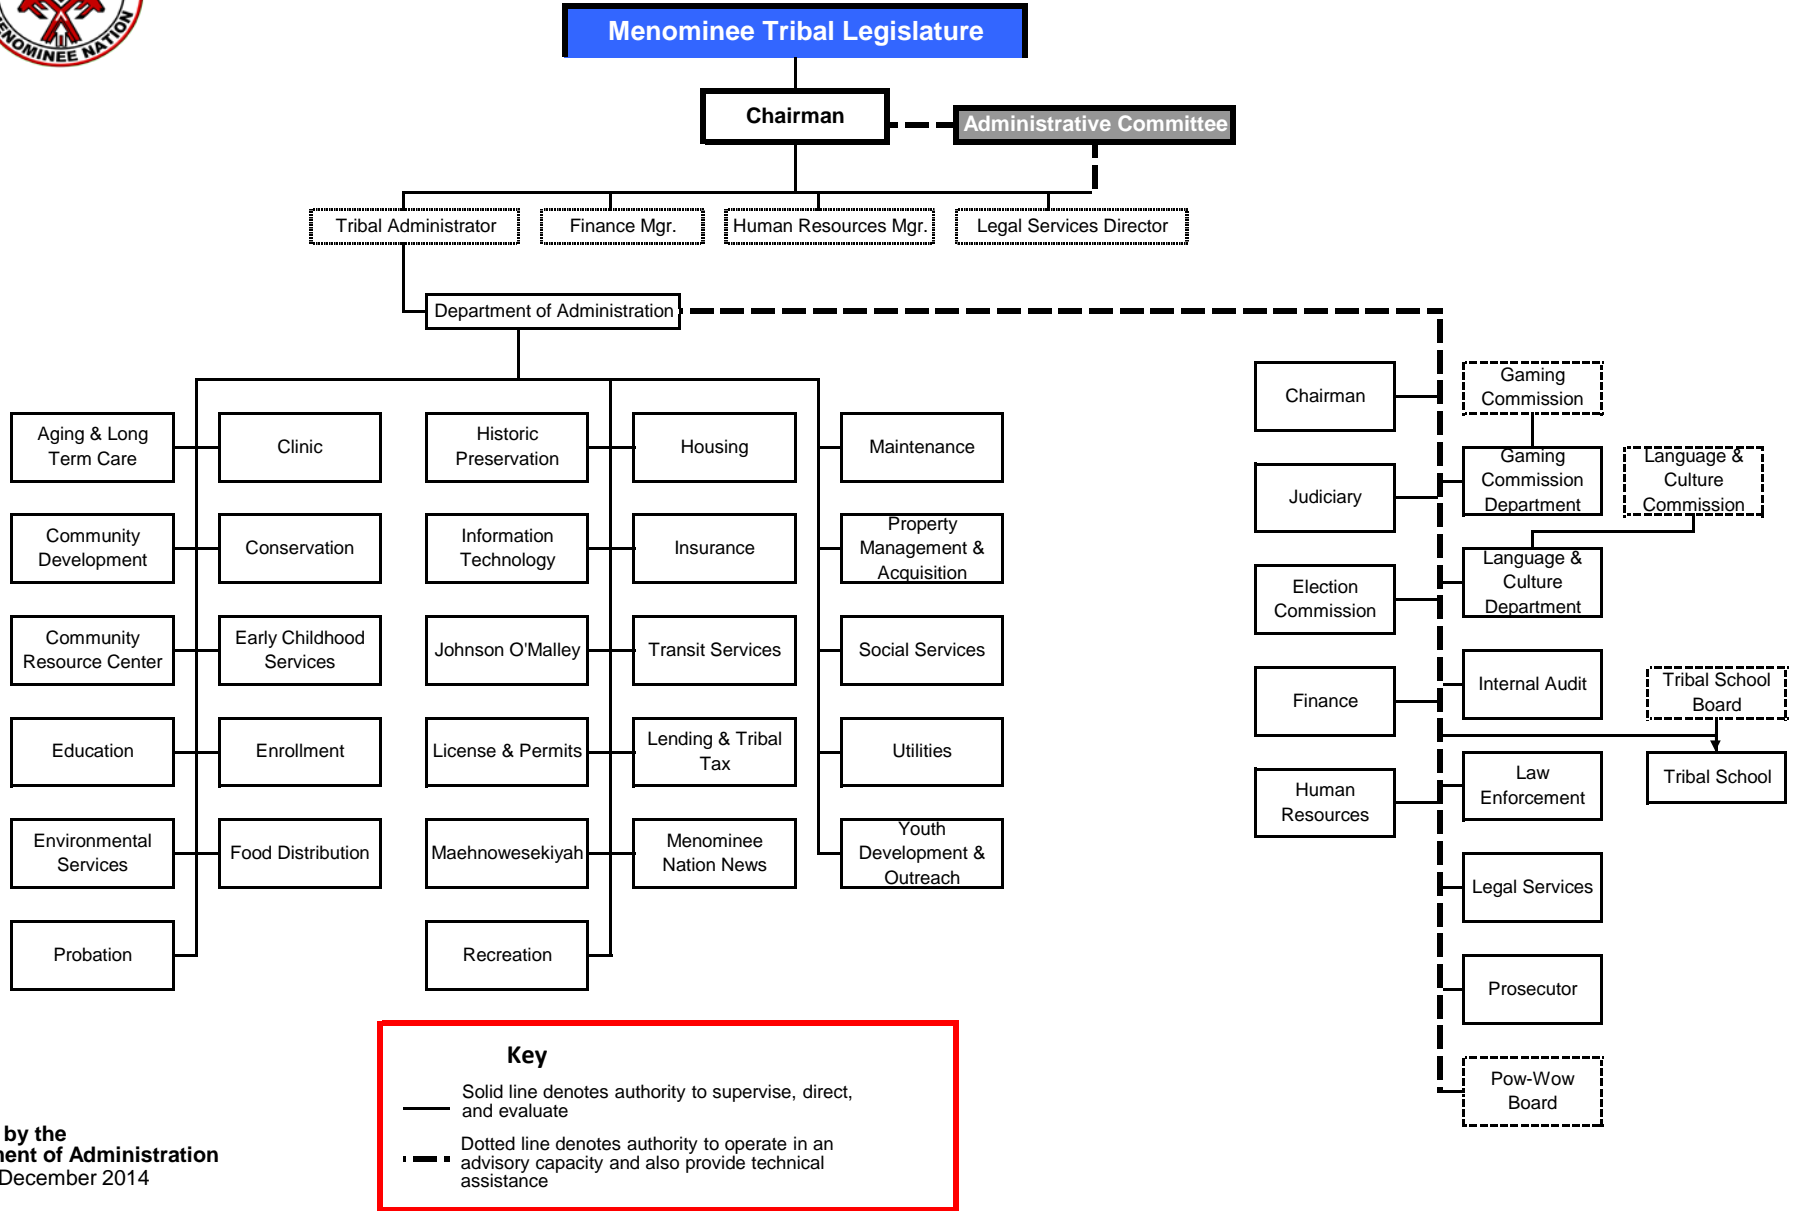 MENOMINEE NATION
Menominee Tribal Legislature
Chairman
Administrative Committee
Tribal Administrator
Finance Mgr.
Human Resources Mgr.
Legal Services Director
Department of Administration
Aging & Long
Term Care
Clinic
Historic
Preservation
Housing
Maintenance
Community
Development
Conservation
Information
Technology
Insurance
Property
Management &
Acquisition
Community
Resource Center
Early Childhood
Services
Johnson O'Malley
Transit Services
Social Services
Education
Enrollment
License & Permits
Lending & Tribal
Tax
Utilities
Environmental
Services
Food Distribution
Maehnowesekiyah
Menominee
Nation News
Youth
Development &
Outreach
Probation
Recreation
Chairman
Gaming
Commission
Judiciary
Gaming
Commission
Department
Language &
Culture
Commission
Election
Commission
Language &
Culture
Department
Finance
Internal Audit
Tribal School
Board
Human
Resources
Law
Enforcement
Tribal School
Legal Services
Prosecutor
Pow-Wow
Board
Key
Solid line denotes authority to supervise, direct,
and evaluate
Dotted line denotes authority to operate in an
advisory capacity and also provide technical
assistance
by the
ent of Administration
December 2014